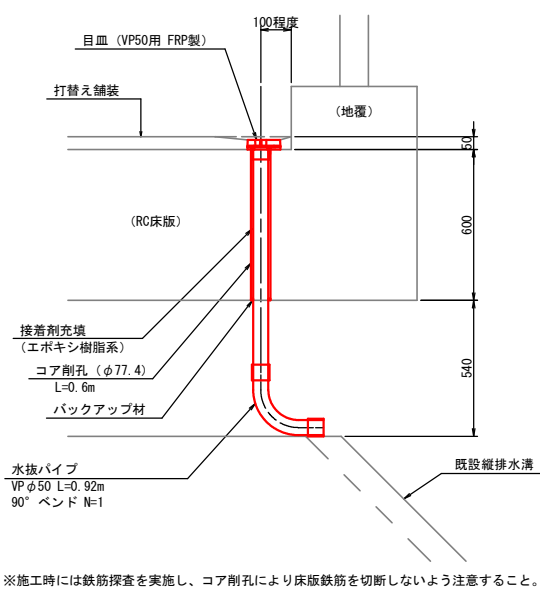 100程度
目皿（VP50用 FRP製）
打替え舗装
（地覆）
50
（RC床版）
600
接着剤充填
（エポキシ樹脂系）
コア削孔（φ77.4）
L=0.6m
540
バックアップ材
水抜パイプ
VPφ50 L=0.92m
90°ベンド N=1
既設縦排水溝
※施工時には鉄筋探査を実施し、コア削孔により床版鉄筋を切断しないよう注意すること。